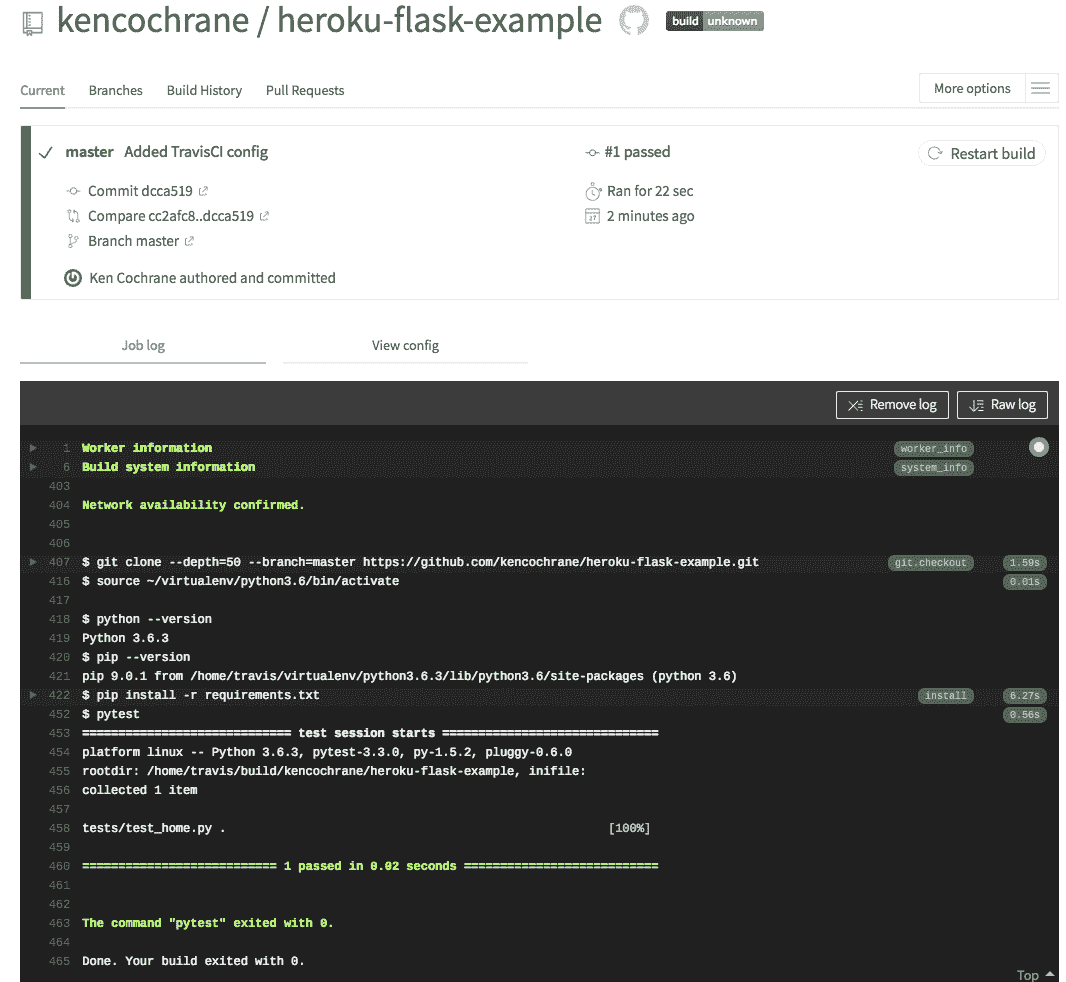 kencochrane / heroku-flask-example build unknown
Current Branches Build History Pull Requests More options
master Added TravisCI config #1 passed Restart build
Commit dcca519 Ran for 22 sec
Compare cc2afc8..dcca519 27 2 minutes ago
Branch master
Ken Cochrane authored and committed
Job log View config
Remove log Raw log
1 Worker information worker_info
6 Build system information system_info
403
404 Network availability confirmed.
405
406
407 $ git clone --depth=50 --branch=master https://github.com/kencochrane/heroku-flask-example.git git.checkout 1.59s
416 $ source ~/virtualenv/python3.6/bin/activate 0.01s
417
418 $ python --version
419 Python 3.6.3
420 $ pip --version
421 pip 9.0.1 from /home/travis/virtualenv/python3.6.3/lib/python3.6/site-packages (python 3.6)
422 $ pip install -r requirements.txt install 6.27s
452 $ pytest 0.56s
453 ============================= test session starts ==============================
454 platform linux -- Python 3.6.3, pytest-3.3.0, py-1.5.2, pluggy-0.6.0
455 rootdir: /home/travis/build/kencochrane/heroku-flask-example, inifile:
456 collected 1 item
457
458 tests/test_home.py . [100%]
459
460 =========================== 1 passed in 0.02 seconds ===========================
461
462
463 The command "pytest" exited with 0.
464
465 Done. Your build exited with 0.
Top